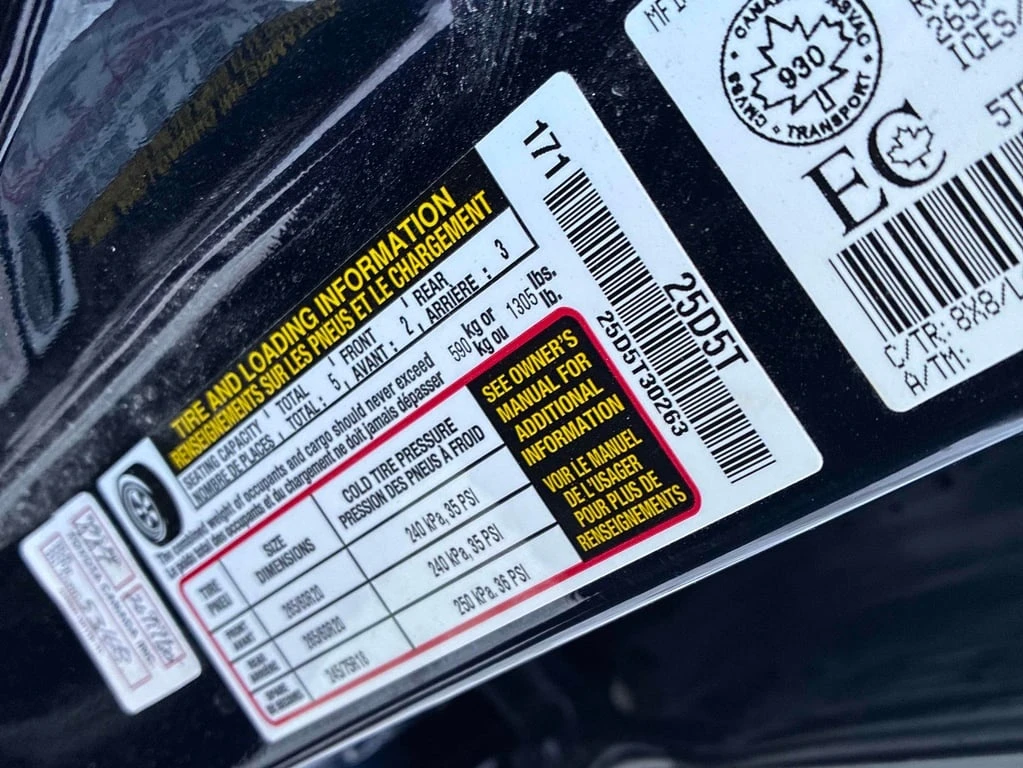 TIRE AND LOADING INFORMATION
RENSEIGNEMENTS SUR LES PNEUS ET LE CHARGEMENT
SEATING CAPACITY TOTAL FRONT REAR
NOMBRE DE PLACES TOTAL: 5 AVANT: 2 ARRIÈRE: 3
The combined weight of occupants and cargo should never exceed 590 kg or 1305 lbs.
Le poids total des occupants et du chargement ne doit jamais dépasser kg ou lb.
TIRE SIZE COLD TIRE PRESSURE
PNEU DIMENSIONS PRESSION DES PNEUS À FROID
FRONT
AVANT 265/60R20 240 kPa, 35 PSI
REAR
ARRIÈRE 265/60R20 240 kPa, 35 PSI
SPARE
DE SECOURS 245/75R18 250 kPa, 36 PSI
SEE OWNER'S
MANUAL FOR
ADDITIONAL
INFORMATION
VOIR LE MANUEL
DE L'USAGER
POUR PLUS DE
RENSEIGNEMENTS
171
25D5T
25D5T30263
TOYOTA CANADA INC.
CANADA
930
TRANSPORT
CMVSS
NSVAC
EC
C/TR: 8X8/L
A/TM: